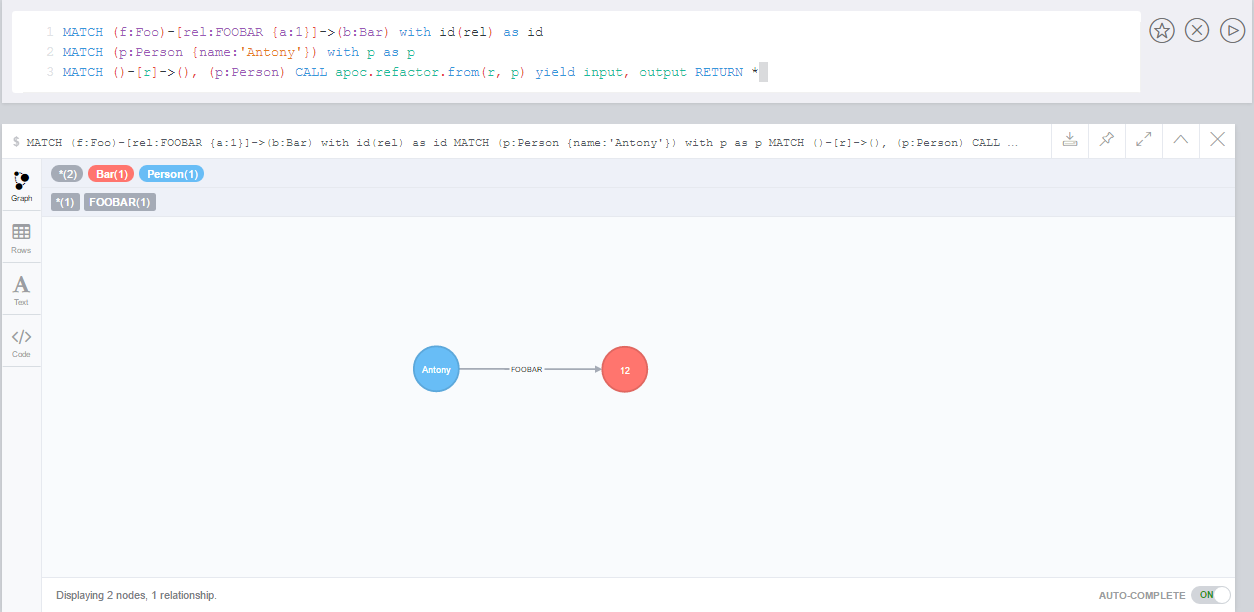 1 MATCH (f:Foo)-[rel:FOOBAR {a:1}]->(b:Bar) with id(rel) as id
2 MATCH (p:Person {name:'Antony'}) with p as p
3 MATCH ()-[r]->(), (p:Person) CALL apoc.refactor.from(r, p) yield input, output RETURN *
$ MATCH (f:Foo)-[rel:FOOBAR {a:1}]->(b:Bar) with id(rel) as id MATCH (p:Person {name:'Antony'}) with p as p MATCH ()-[r]->(), (p:Person) CALL ...
*(2) Bar(1) Person(1)
Graph
*(1) FOOBAR(1)
Rows
A
Text
</>
Code
Antony FOOBAR 12
Displaying 2 nodes, 1 relationship.
AUTO-COMPLETE ON